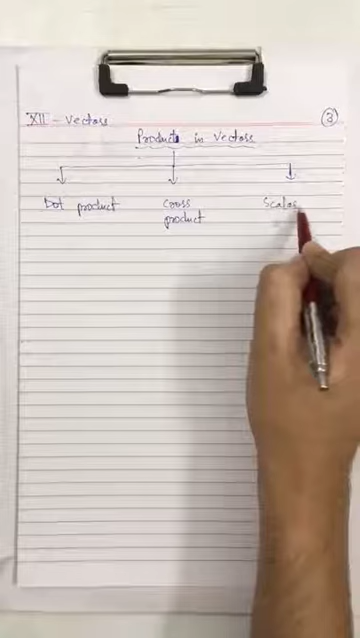 XII - Vectors
3
Products in Vectors
Dot product
Cross product
Scalar